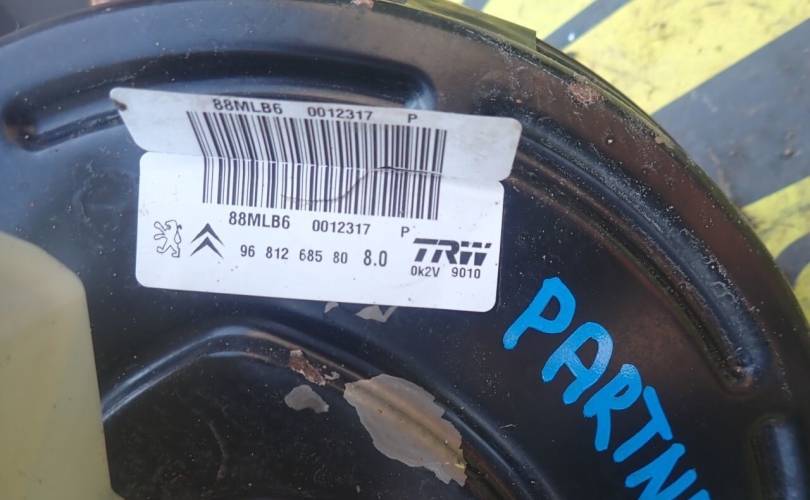 88MLB6 0012317 P
88MLB6 0012317 P
96 812 685 80 8.0
TRW
0k2V 9010
PARTN